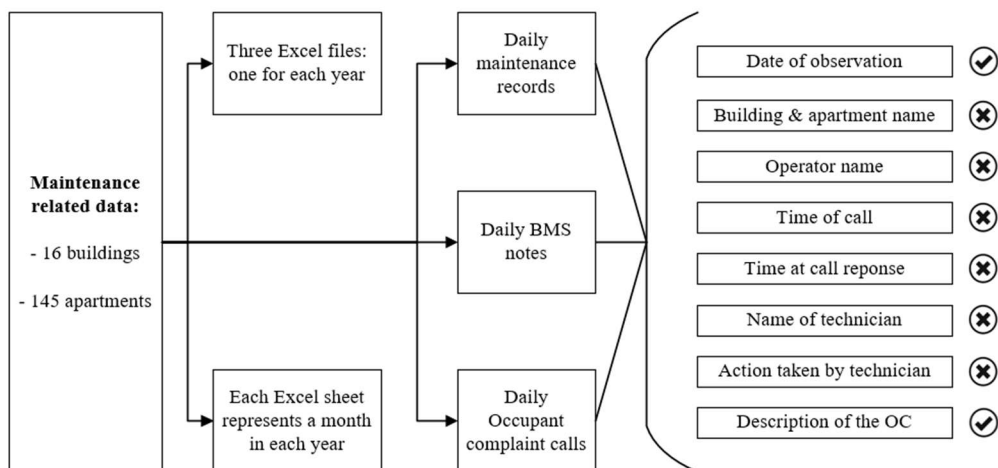 Maintenance
related data:
- 16 buildings
- 145 apartments
Three Excel files:
one for each year
Each Excel sheet
represents a month
in each year
Daily
maintenance
records
Daily BMS
notes
Daily
Occupant
complaint calls
Date of observation
Building & apartment name
Operator name
Time of call
Time at call reponse
Name of technician
Action taken by technician
Description of the OC